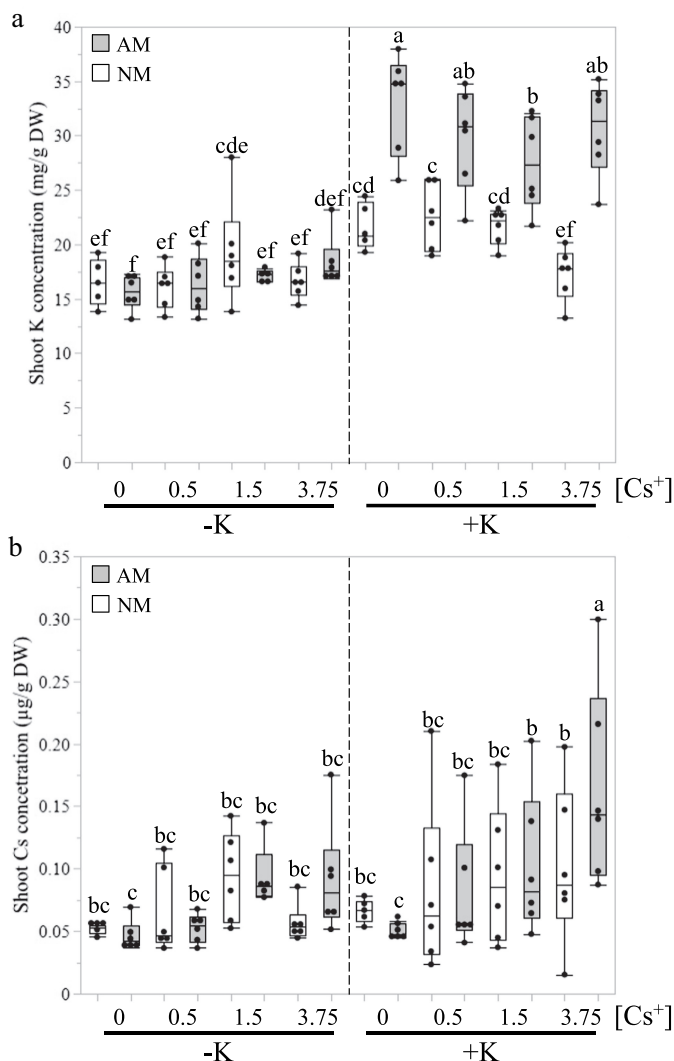 a
AM
NM
Shoot K concentration (mg/g DW)
40
35
30
25
20
15
10
5
0
ef f ef ef cde ef ef def cd a c ab cd b ef ab
0 0.5 1.5 3.75 0 0.5 1.5 3.75 [Cs⁺]
-K +K
b
AM
NM
Shoot Cs concetration (µg/g DW)
0.35
0.30
0.25
0.20
0.15
0.10
0.05
0
bc c bc bc bc bc bc bc bc c bc bc bc b b a
0 0.5 1.5 3.75 0 0.5 1.5 3.75 [Cs⁺]
-K +K